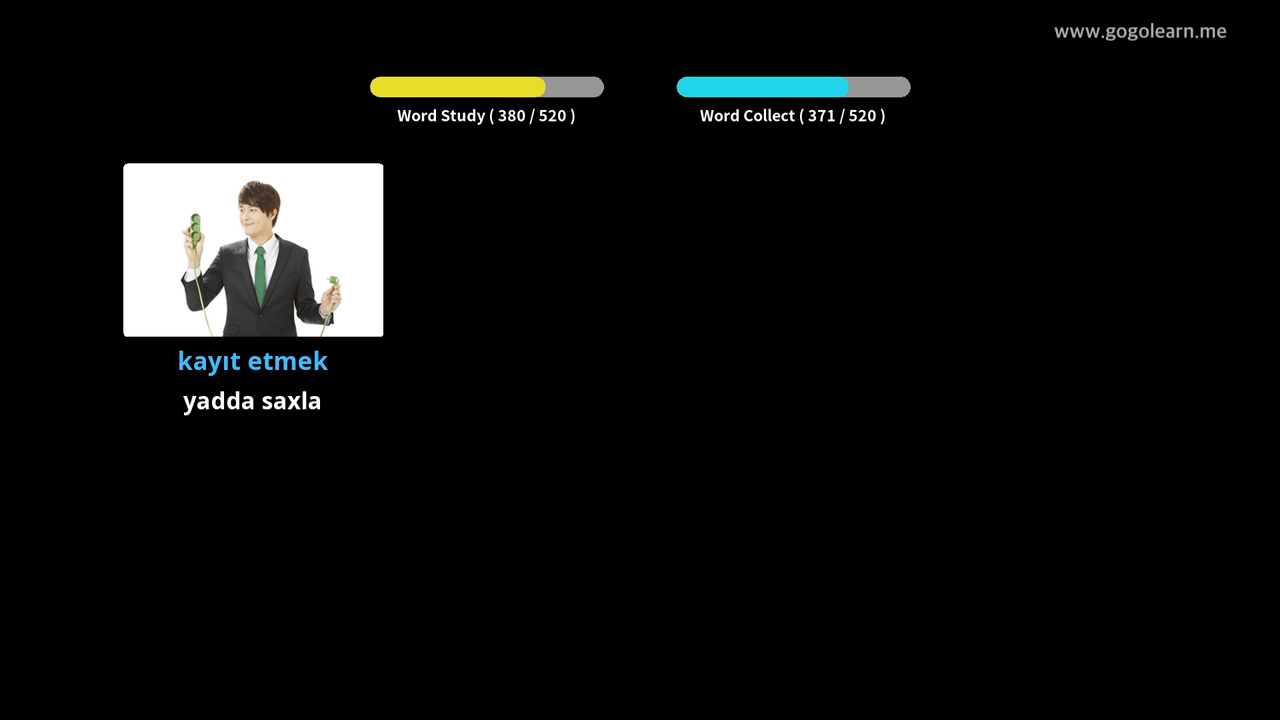 www.gogolearn.me
Word Study ( 380 / 520 )
Word Collect ( 371 / 520 )
kayıt etmek
yadda saxla